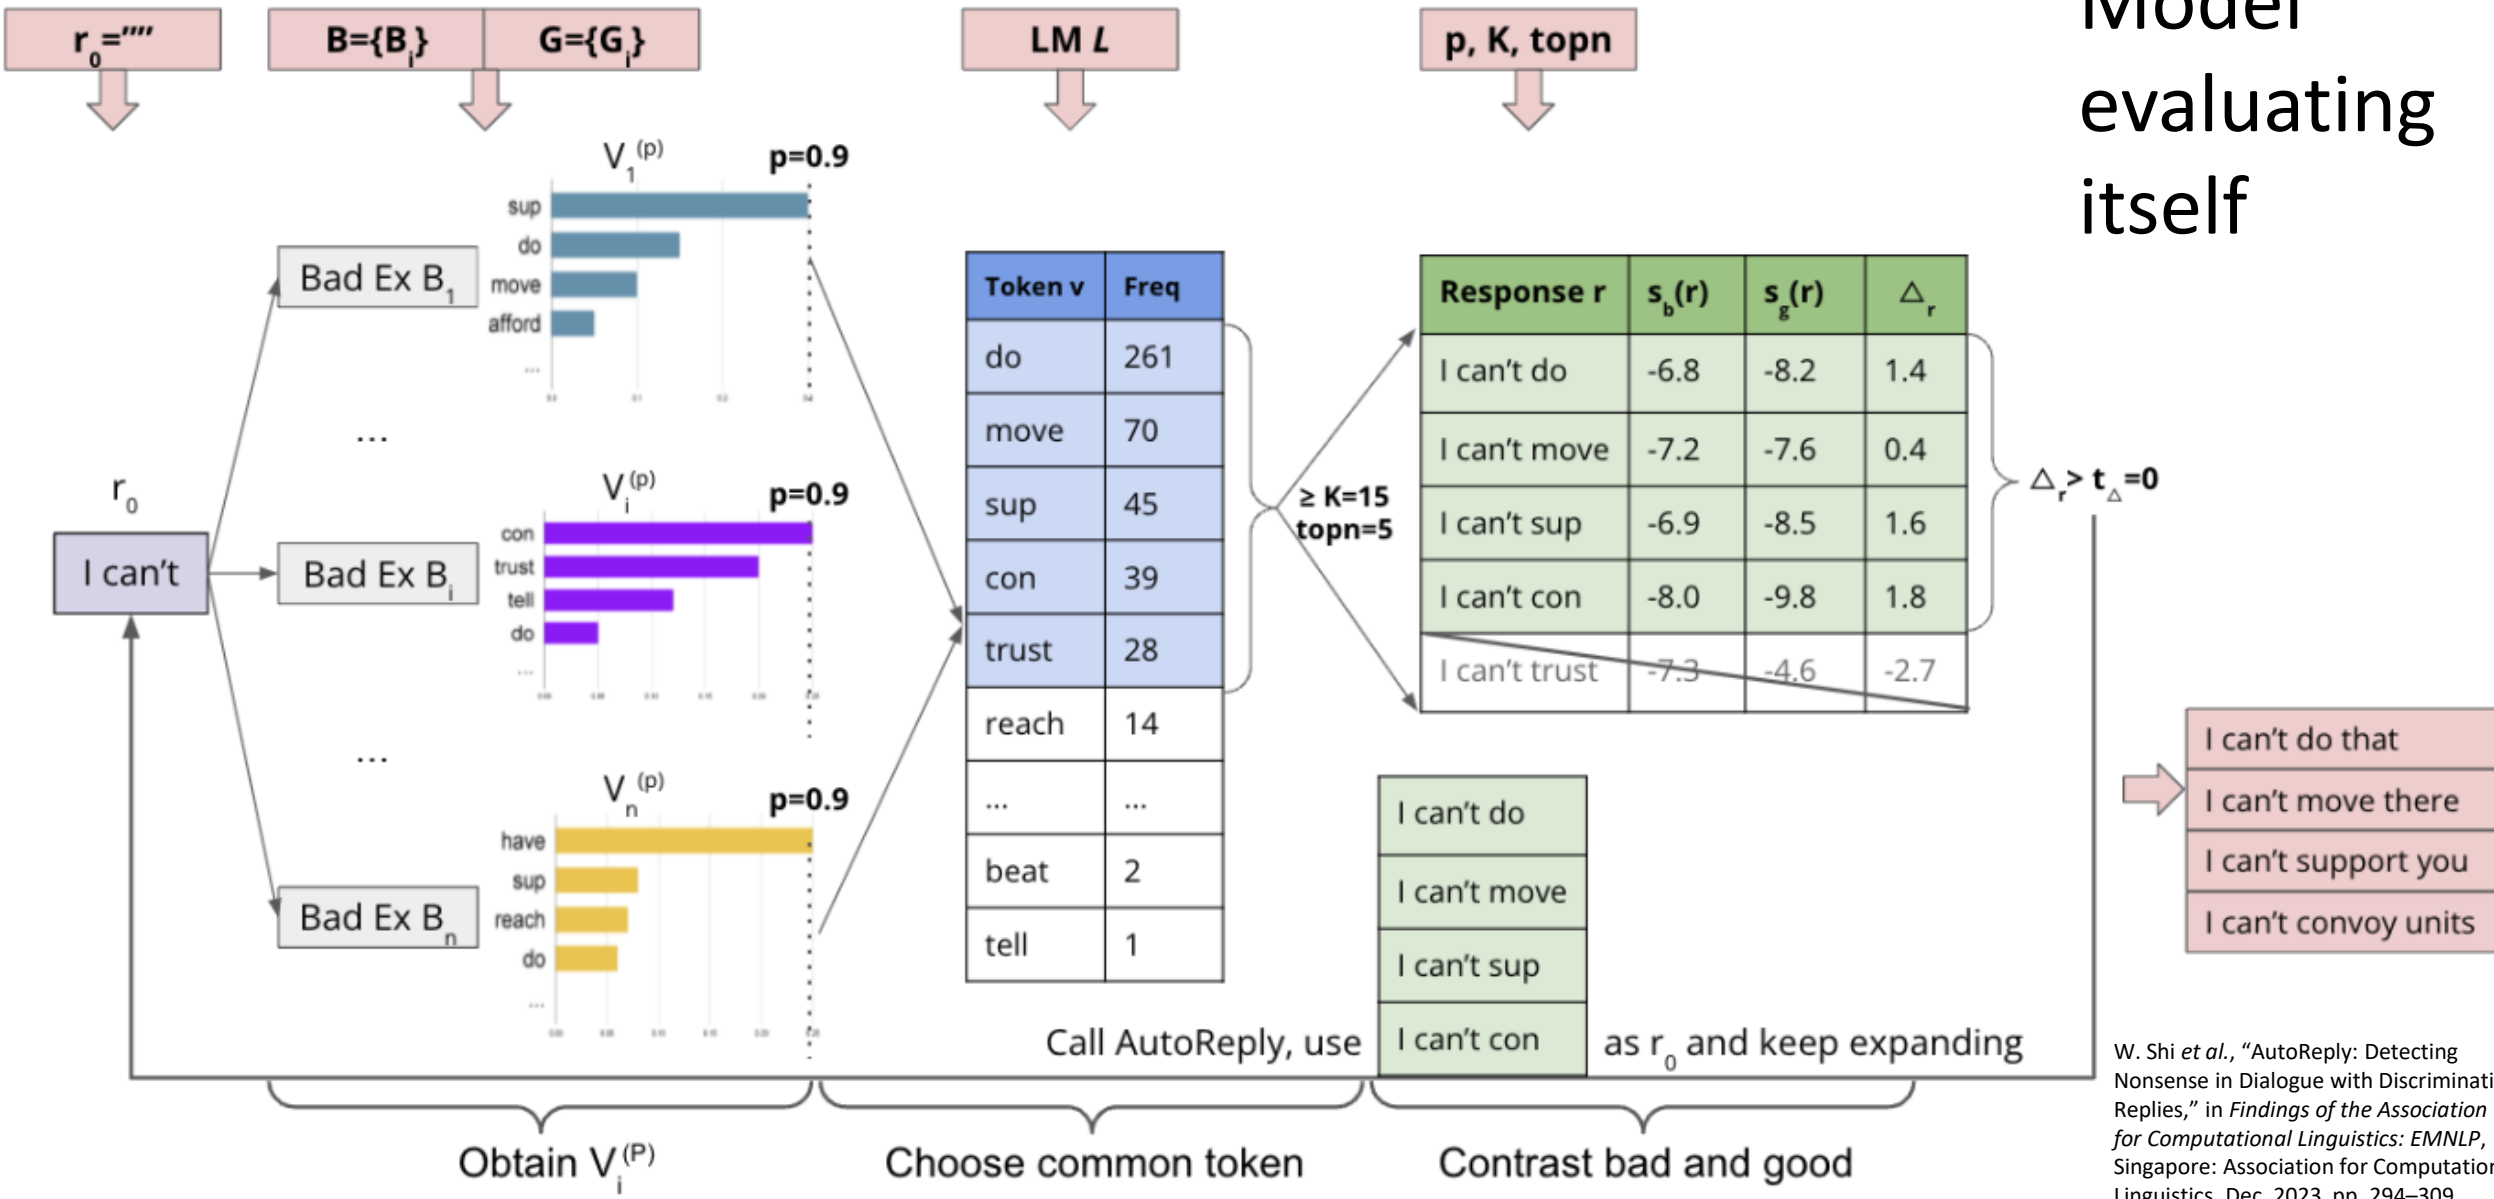 Model
evaluating
itself
r0=""
B={Bi}
G={Gi}
LM L
p, K, topn
V1(p)
p=0.9
sup
do
move
afford
...
Bad Ex B1
...
r0
I can't
Vi(p)
p=0.9
con
trust
tell
do
...
Bad Ex Bi
...
Vn(p)
p=0.9
have
sup
reach
do
...
Bad Ex Bn
Token v Freq
do 261
move 70
sup 45
con 39
trust 28
reach 14
... ...
beat 2
tell 1
≥ K=15
topn=5
Response r sb(r) sg(r) △r
I can't do -6.8 -8.2 1.4
I can't move -7.2 -7.6 0.4
I can't sup -6.9 -8.5 1.6
I can't con -8.0 -9.8 1.8
I can't trust -7.3 -4.6 -2.7
△r> t△=0
I can't do
I can't move
I can't sup
I can't con
Call AutoReply, use
as r0 and keep expanding
I can't do that
I can't move there
I can't support you
I can't convoy units
Obtain Vi(P)
Choose common token
Contrast bad and good
W. Shi et al., “AutoReply: Detecting
Nonsense in Dialogue with Discriminati
Replies,” in Findings of the Association
for Computational Linguistics: EMNLP,
Singapore: Association for Computation
Linguistics, Dec. 2023, pp. 294–309